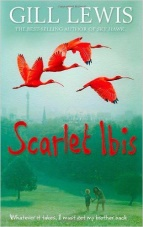 GILL LEWIS
THE BESTSELLING AUTHOR OF SKY HAWK
Scarlet Ibis
Whatever it takes, I must get my brother back